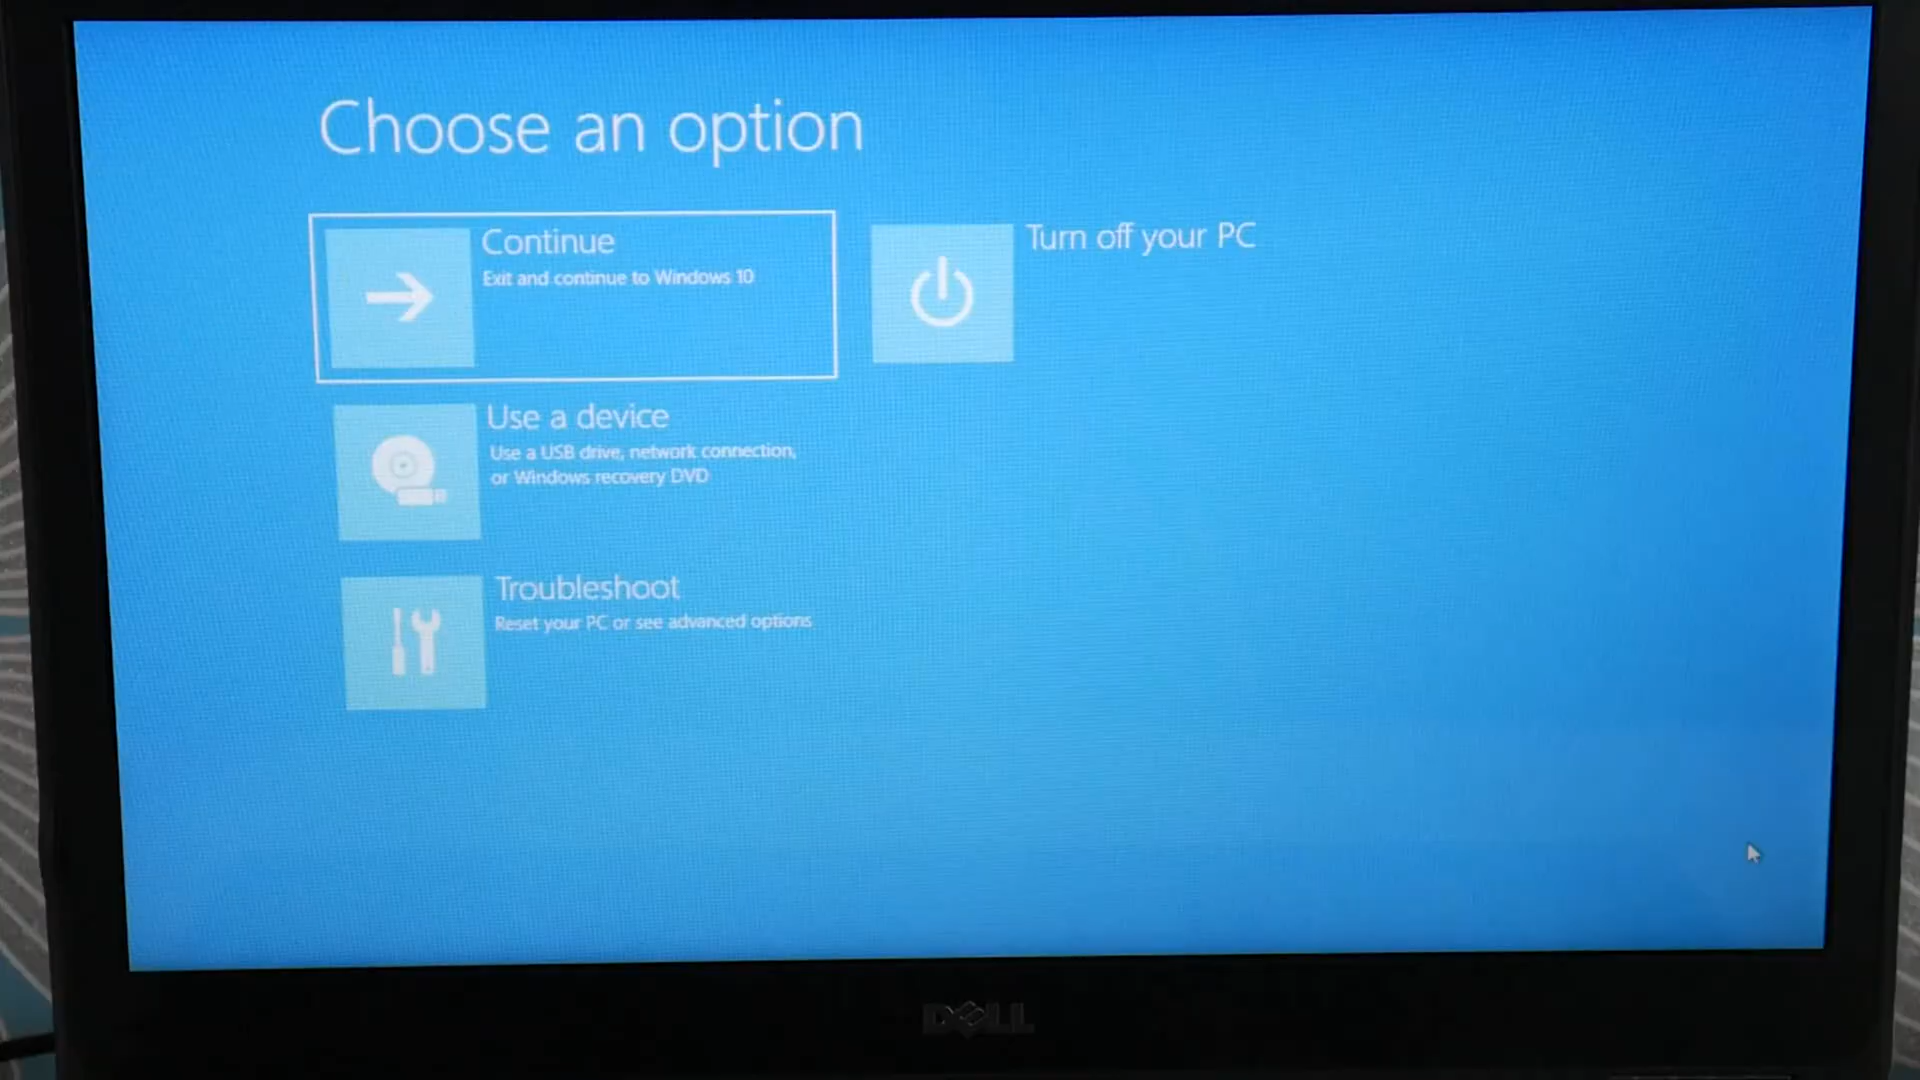 Choose an option
Continue
Exit and continue to Windows 10
Turn off your PC
Use a device
Use a USB drive, network connection,
or Windows recovery DVD
Troubleshoot
Reset your PC or see advanced options
DELL